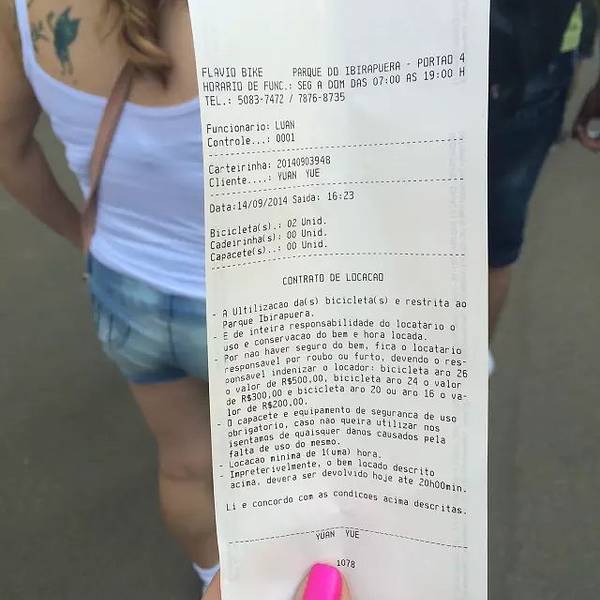 FLAVIO BIKE PARQUE DO IBIRAPUERA - PORTAO 4
HORARIO DE FUNC.: SEG A DOM DAS 07:00 AS 19:00 H
TEL.: 5083-7472 / 7876-8735
Funcionario: LUAN
Controle...: 0001
Carteirinha: 20140903948
Cliente....: YUAN YUE
Data:14/09/2014 Saida: 16:23
Bicicleta(s).: 02 Unid.
Cadeirinha(s): 00 Unid.
Capacete(s)..: 00 Unid.
CONTRATO DE LOCACAO
- A Ultilizacao da(s) bicicleta(s) e restrita ao
Parque Ibirapuera.
- E de inteira responsabilidade do locatario o
uso e conservacao do bem e hora locada.
- Por nao haver seguro do bem, fica o locatario
responsavel por roubo ou furto, devendo o res-
ponsavel indenizar o locador: bicicleta aro 26
o valor de R$500,00, bicicleta aro 24 o valor
de R$300,00 e bicicleta aro 20 ou aro 16 o va-
lor de R$200,00.
- O capacete e equipamento de seguranca de uso
obrigatorio, caso nao queira utilizar nos
isentamos de quaisquer danos causados pela
falta de uso do mesmo.
- Locacao minima de 1(uma) hora.
- Impreterivelmente, o bem locado descrito
acima, devera ser devolvido hoje ate 20h00min.
Li e concordo com as condicoes acima descritas.
YUAN YUE
1078